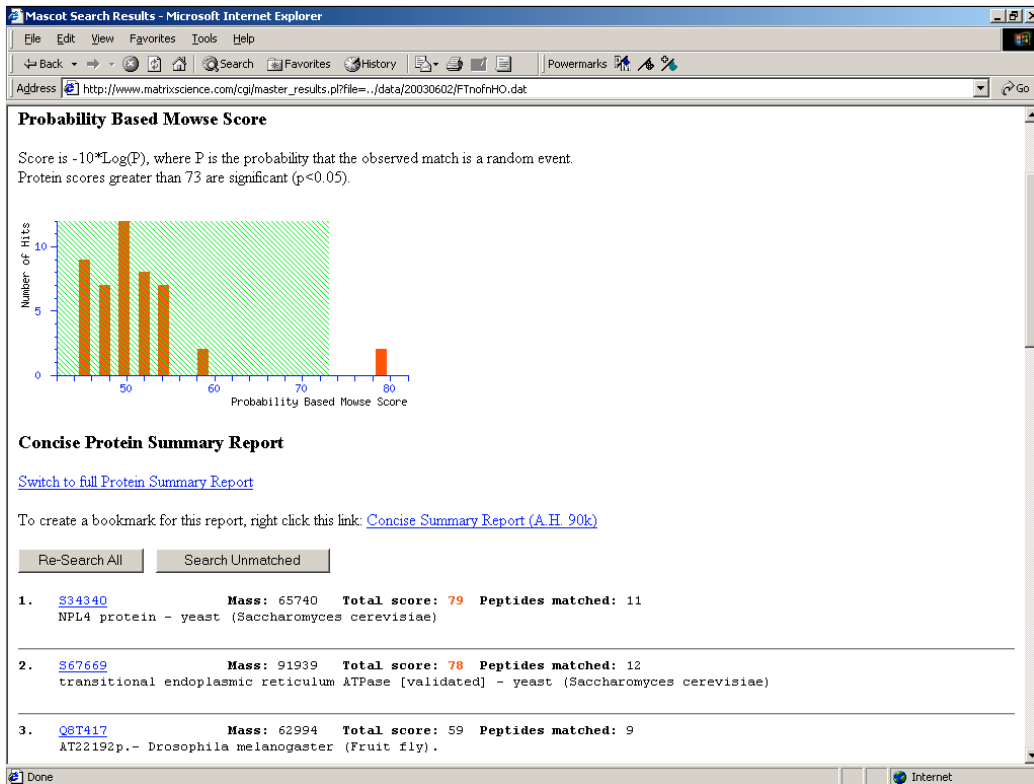 Mascot Search Results - Microsoft Internet Explorer
File Edit View Favorites Tools Help
Back Search Favorites History Powermarks
Address http://www.matrixscience.com/cgi/master_results.pl?file=../data/20030602/FTnofnHO.dat Go
Probability Based Mowse Score
Score is -10*Log(P), where P is the probability that the observed match is a random event.
Protein scores greater than 73 are significant (p<0.05).
Number of Hits
10
5
0
50 60 70 80
Probability Based Mowse Score
Concise Protein Summary Report
Switch to full Protein Summary Report
To create a bookmark for this report, right click this link: Concise Summary Report (A.H. 90k)
Re-Search All Search Unmatched
1. S34340 Mass: 65740 Total score: 79 Peptides matched: 11
NPL4 protein - yeast (Saccharomyces cerevisiae)
2. S67669 Mass: 91939 Total score: 78 Peptides matched: 12
transitional endoplasmic reticulum ATPase [validated] - yeast (Saccharomyces cerevisiae)
3. Q8T417 Mass: 62994 Total score: 59 Peptides matched: 9
AT22192p.- Drosophila melanogaster (Fruit fly).
Done Internet